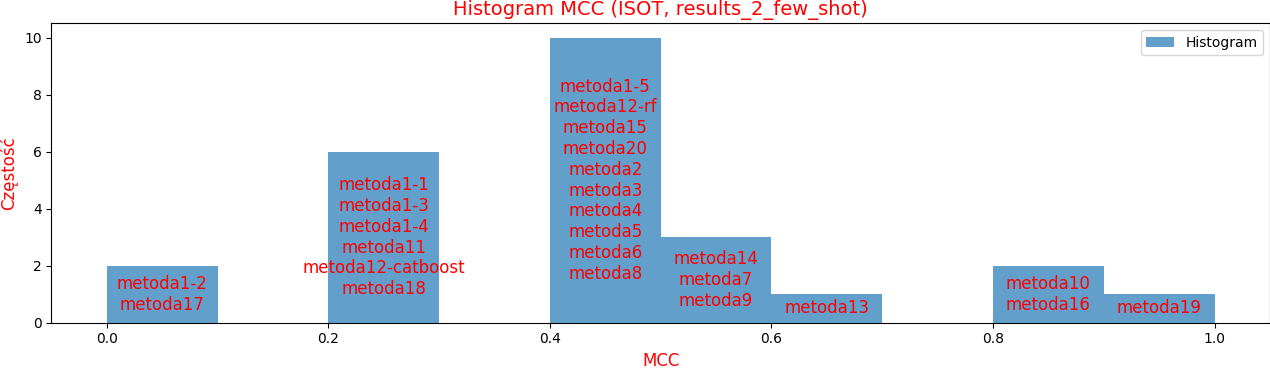 Histogram MCC (ISOT, results_2_few_shot)
Histogram
Częstość
10
8
6
4
2
0
metoda1-2
metoda17
metoda1-1
metoda1-3
metoda1-4
metoda11
metoda12-catboost
metoda18
metoda1-5
metoda12-rf
metoda15
metoda20
metoda2
metoda3
metoda4
metoda5
metoda6
metoda8
metoda14
metoda7
metoda9
metoda13
metoda10
metoda16
metoda19
0.0 0.2 0.4 0.6 0.8 1.0
MCC